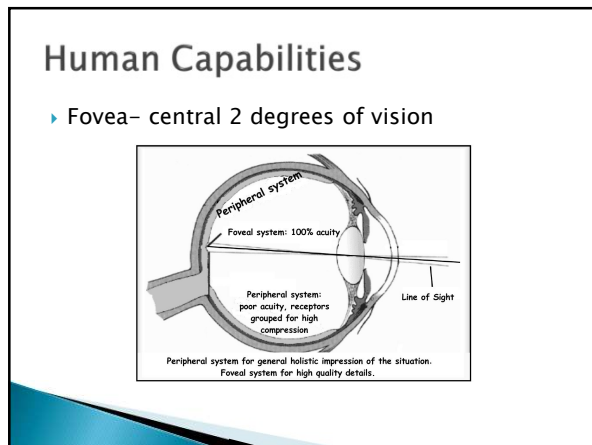 Human Capabilities
Fovea- central 2 degrees of vision
Peripheral system
Foveal system: 100% acuity
Peripheral system:
poor acuity, receptors
grouped for high
compression
Line of Sight
Peripheral system for general holistic impression of the situation.
Foveal system for high quality details.